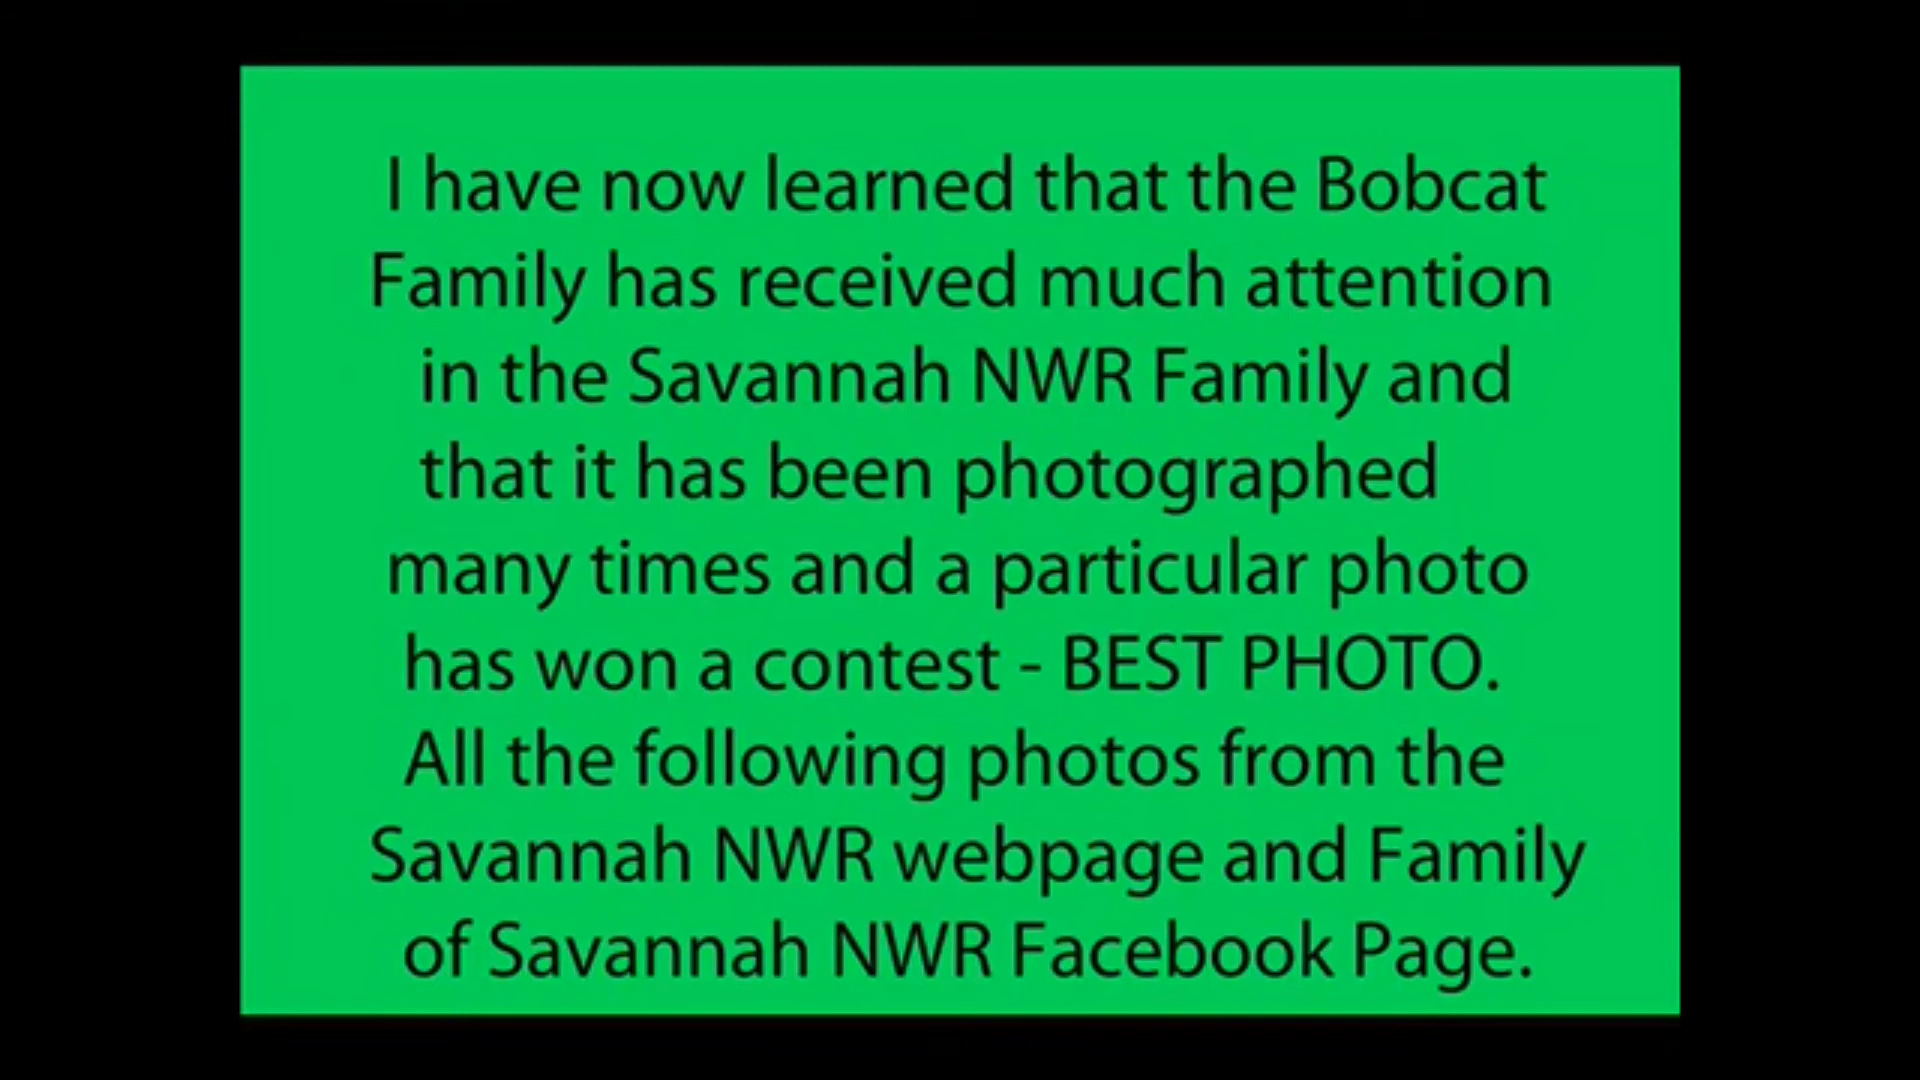 I have now learned that the Bobcat
Family has received much attention
in the Savannah NWR Family and
that it has been photographed
many times and a particular photo
has won a contest - BEST PHOTO.
All the following photos from the
Savannah NWR webpage and Family
of Savannah NWR Facebook Page.